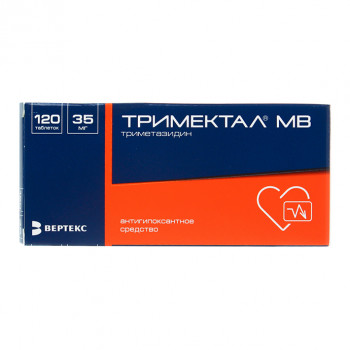 120 таблеток
35 мг
ТРИМЕКТАЛ® МВ
триметазидин
антигипоксантное
средство
ВЕРТЕКС